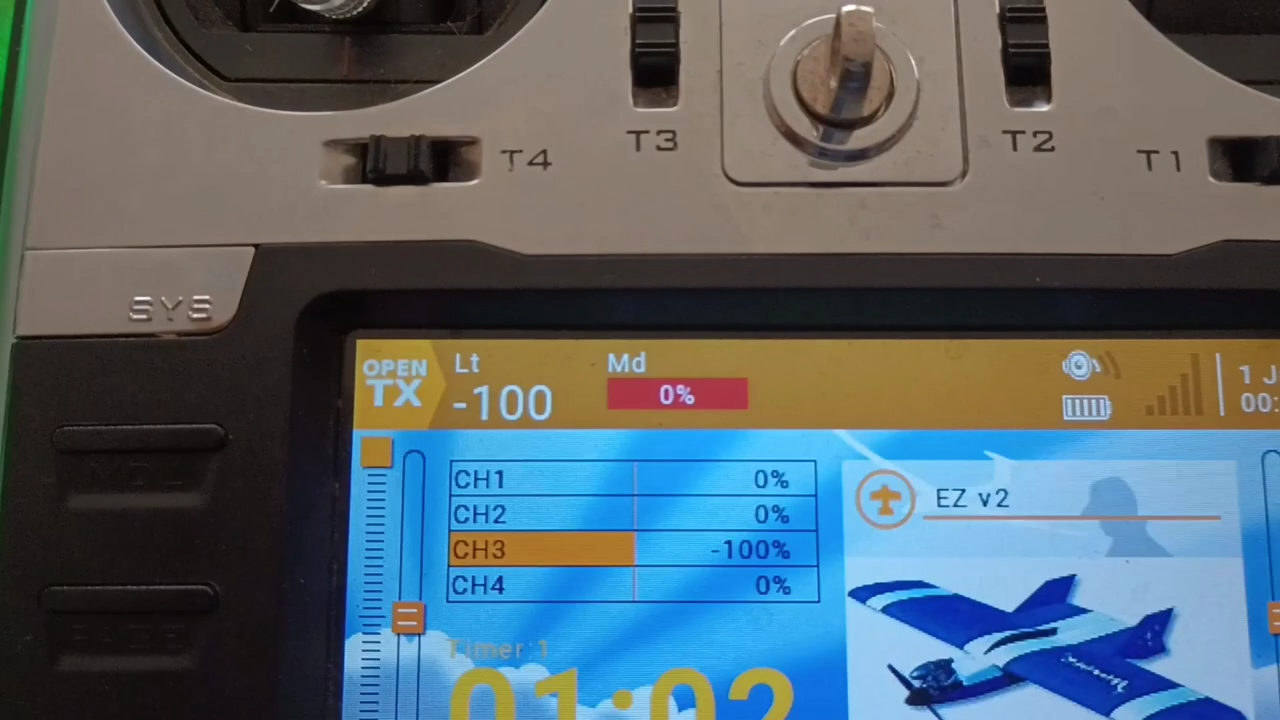 T3
T2
T4
T1
SYS
OPEN
TX
Lt
-100
Md
0%
1 J
00:
CH1 0%
CH2 0%
CH3 -100%
CH4 0%
EZ v2
Timer:1
01:02